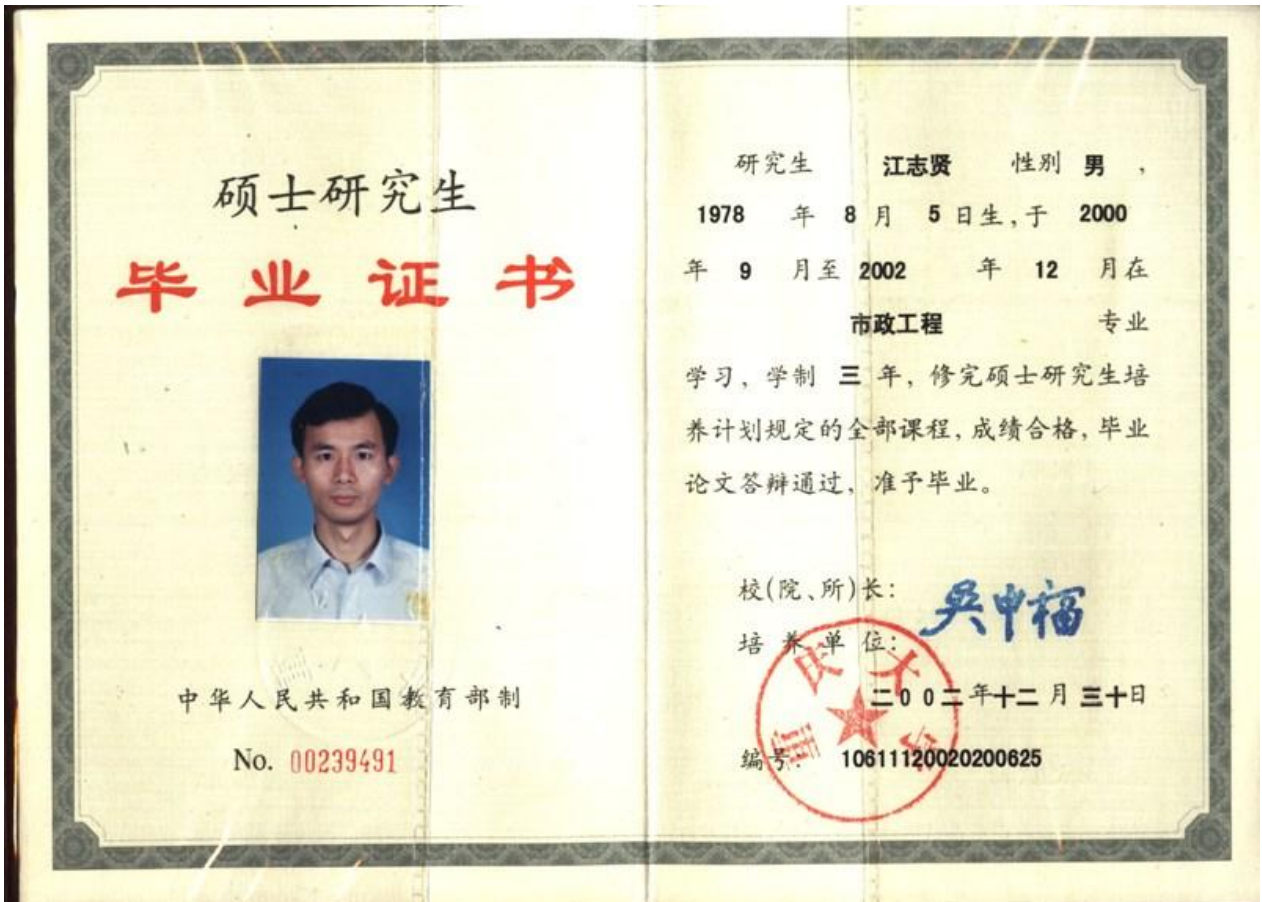 硕士研究生
毕业证书
中华人民共和国教育部制
No. 00239491
研究生 江志贤 性别 男,
1978 年 8 月 5 日生,于 2000
年 9 月至 2002 年 12 月在
市政工程 专业
学习, 学制 三 年, 修完硕士研究生培
养计划规定的全部课程, 成绩合格, 毕业
论文答辩通过, 准予毕业。
校(院、所)长: 吴中福
培养单位:
重庆大学
二00二年十二月三十日
编号: 10611120020200625